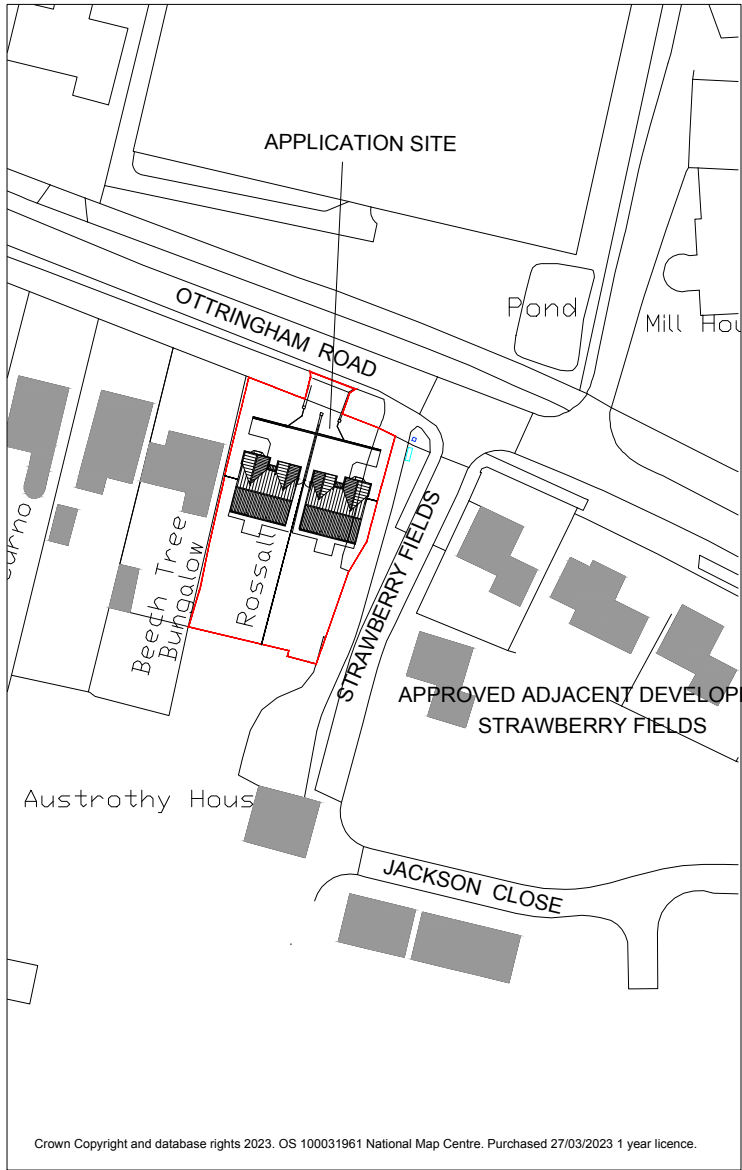 APPLICATION SITE
OTTRINGHAM ROAD
Pond
Mill Hou
Beech Tree
Bungalow
Rossall
STRAWBERRY FIELDS
APPROVED ADJACENT DEVELOP
STRAWBERRY FIELDS
Austrothy Hous
JACKSON CLOSE
Crown Copyright and database rights 2023. OS 100031961 National Map Centre. Purchased 27/03/2023 1 year licence.